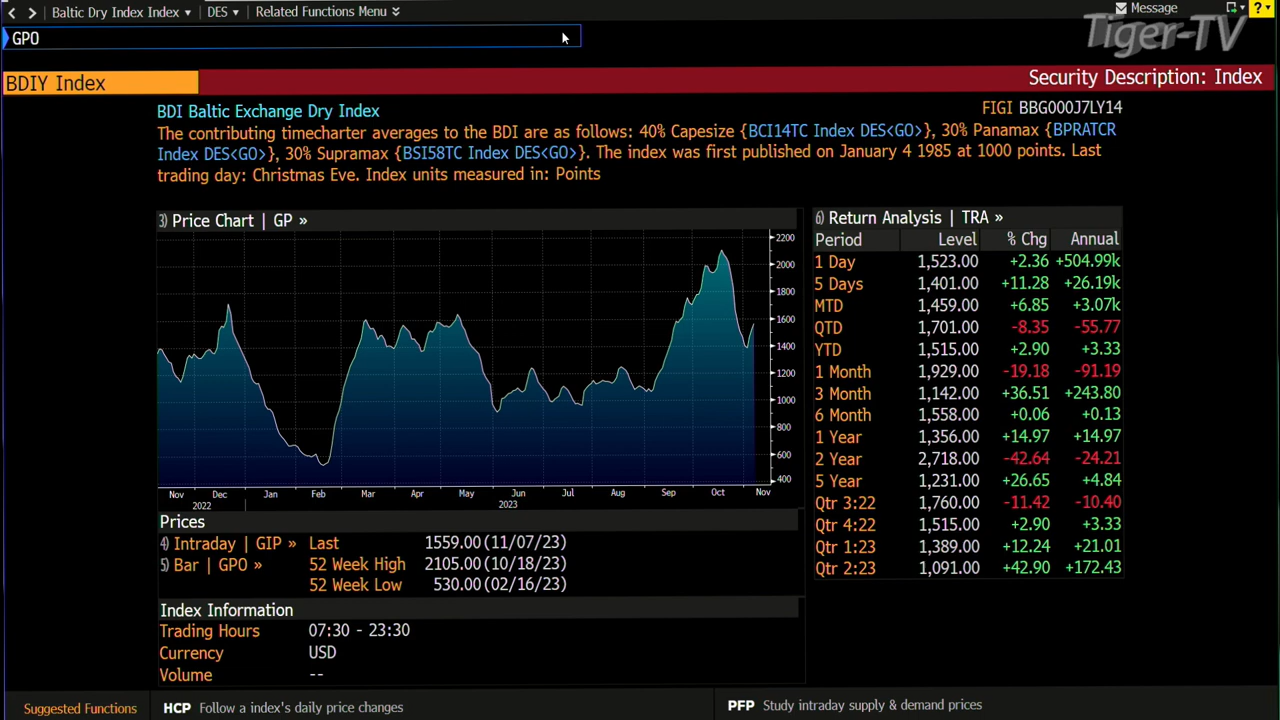 Baltic Dry Index Index DES Related Functions Menu Message ?
Tiger-TV
GPO
BDIY Index Security Description: Index
BDI Baltic Exchange Dry Index FIGI BBG000J7LY14
The contributing timecharter averages to the BDI are as follows: 40% Capesize {BCI14TC Index DES<GO>}, 30% Panamax {BPRATCR
Index DES<GO>}, 30% Supramax {BSI58TC Index DES<GO>}. The index was first published on January 4 1985 at 1000 points. Last
trading day: Christmas Eve. Index units measured in: Points
3) Price Chart | GP »
2200
2000
1800
1600
1400
1200
1000
800
600
400
Nov Dec Jan Feb Mar Apr May Jun Jul Aug Sep Oct Nov
2022 2023
6) Return Analysis | TRA »
Period Level % Chg Annual
1 Day 1,523.00 +2.36 +504.99k
5 Days 1,401.00 +11.28 +26.19k
MTD 1,459.00 +6.85 +3.07k
QTD 1,701.00 -8.35 -55.77
YTD 1,515.00 +2.90 +3.33
1 Month 1,929.00 -19.18 -91.19
3 Month 1,142.00 +36.51 +243.80
6 Month 1,558.00 +0.06 +0.13
1 Year 1,356.00 +14.97 +14.97
2 Year 2,718.00 -42.64 -24.21
5 Year 1,231.00 +26.65 +4.84
Qtr 3:22 1,760.00 -11.42 -10.40
Qtr 4:22 1,515.00 +2.90 +3.33
Qtr 1:23 1,389.00 +12.24 +21.01
Qtr 2:23 1,091.00 +42.90 +172.43
Prices
4) Intraday | GIP » Last 1559.00 (11/07/23)
5) Bar | GPO » 52 Week High 2105.00 (10/18/23)
52 Week Low 530.00 (02/16/23)
Index Information
Trading Hours 07:30 - 23:30
Currency USD
Volume --
Suggested Functions HCP Follow a index's daily price changes PFP Study intraday supply & demand prices